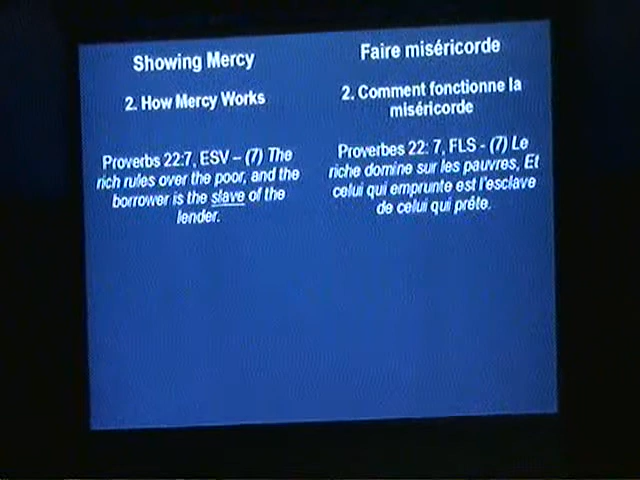 Showing Mercy
2. How Mercy Works
Proverbs 22:7, ESV – (7) The
rich rules over the poor, and the
borrower is the slave of the
lender.
Faire miséricorde
2. Comment fonctionne la
miséricorde
Proverbes 22: 7, FLS - (7) Le
riche domine sur les pauvres, Et
celui qui emprunte est l'esclave
de celui qui prête.